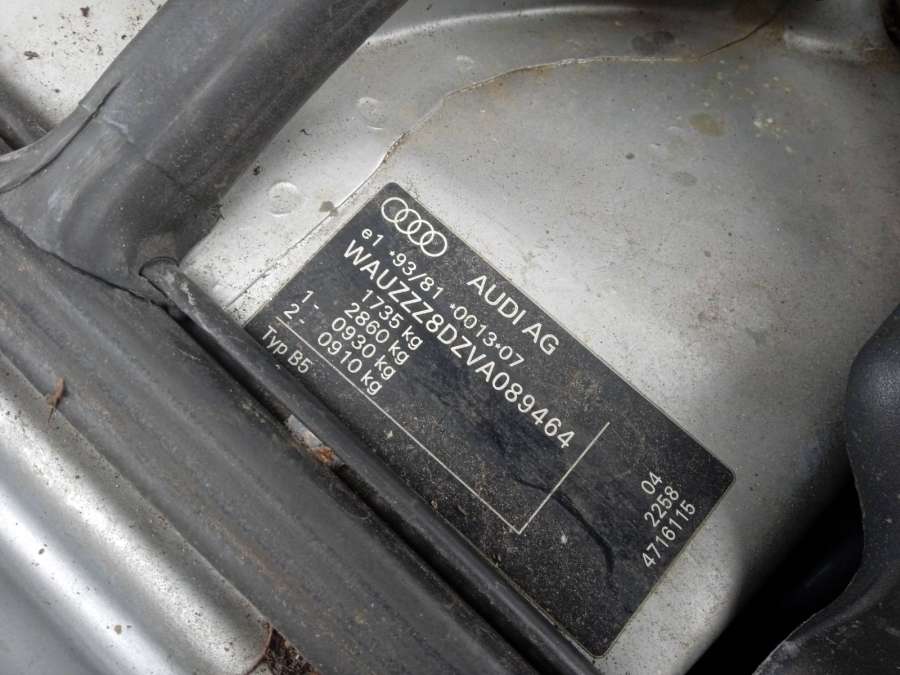 AUDI AG
e1 *93/81 *0013*07
WAUZZZ8DZVA089464
1735 kg
2860 kg
1- 0930 kg
2- 0910 kg
Typ B5
04
2258
4716115